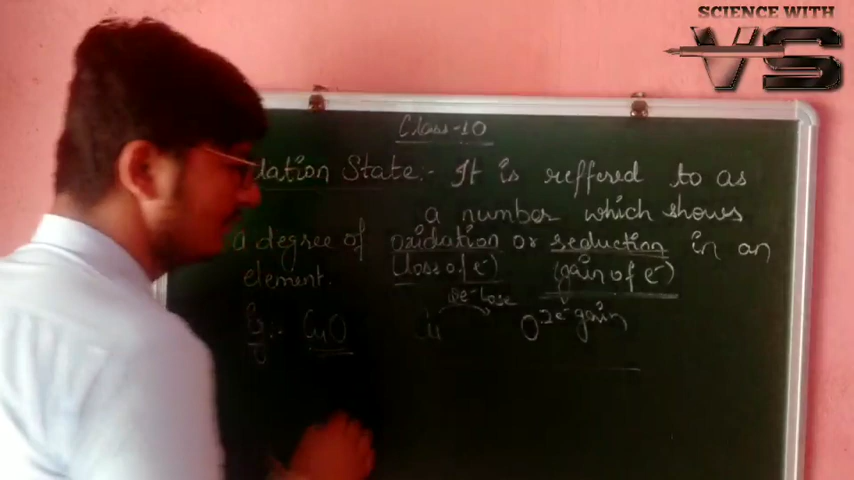 SCIENCE WITH
VS
Class-10
dation State:- It is reffered to as
a number which shows
a degree of oxidation or reduction in an
element. (loss of e⁻) (gain of e⁻)
2e⁻ lose
Eg:- CuO Cu O 2e⁻ gain